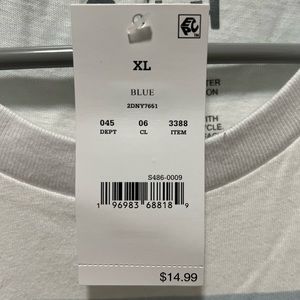 XL
BLUE
2DNY7651
045 06 3388
DEPT CL ITEM
S486-0009
1 96983 68818 9
$14.99